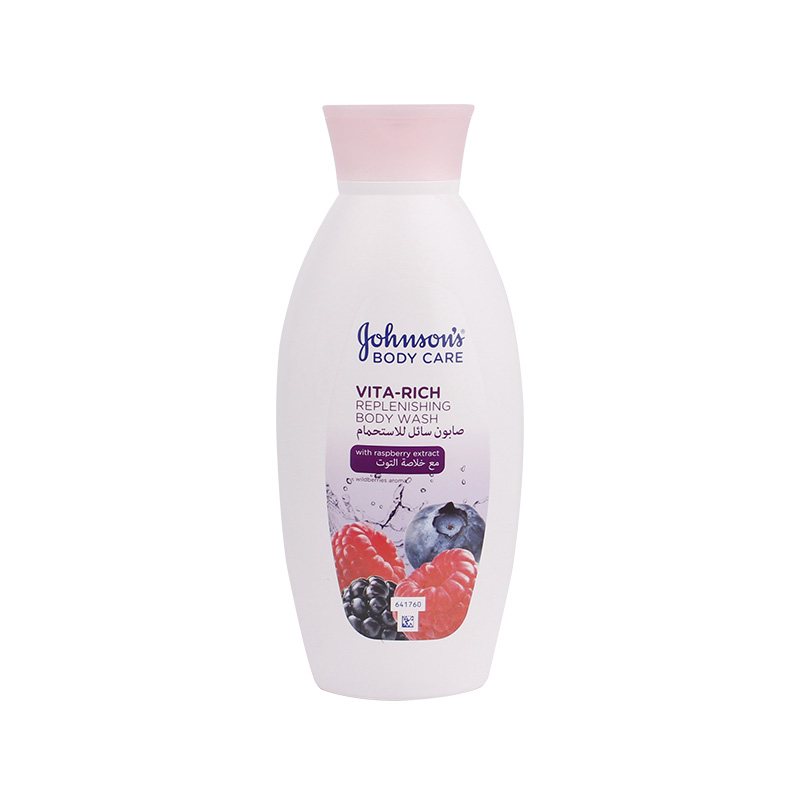 Johnson's®
BODY CARE
VITA-RICH
REPLENISHING
BODY WASH
صابون سائل للاستحمام
with raspberry extract
مع خلاصة التوت
wildberries aroma
641760